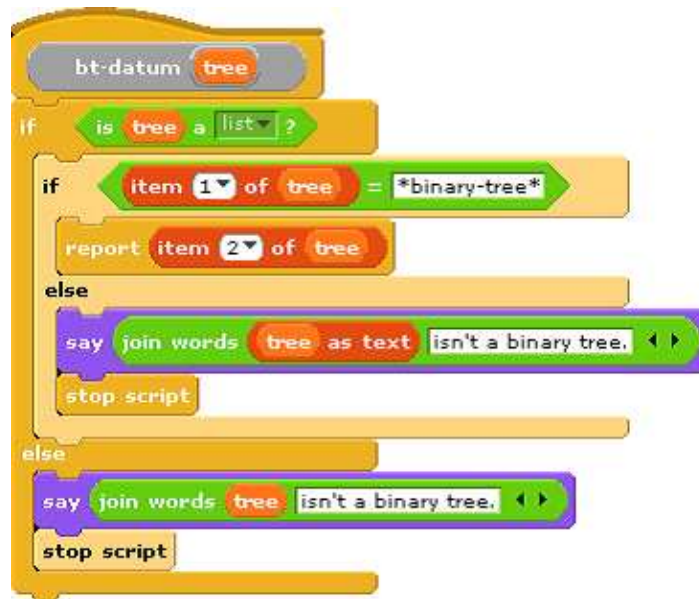 bt-datum tree
if is tree a list ?
if item 1 of tree = *binary-tree*
report item 2 of tree
else
say join words tree as text isn't a binary tree.
stop script
else
say join words tree isn't a binary tree.
stop script